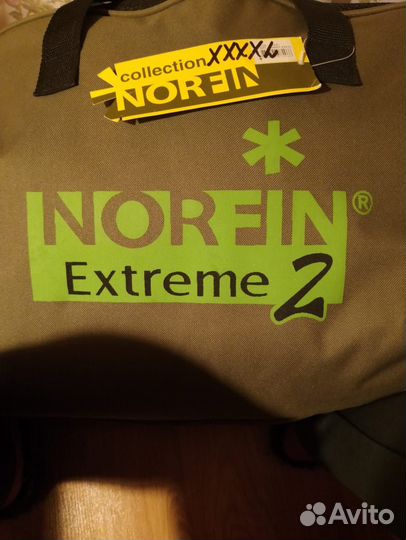 collection XXXXL
NORFIN
NORFIN®
Extreme 2
Avito